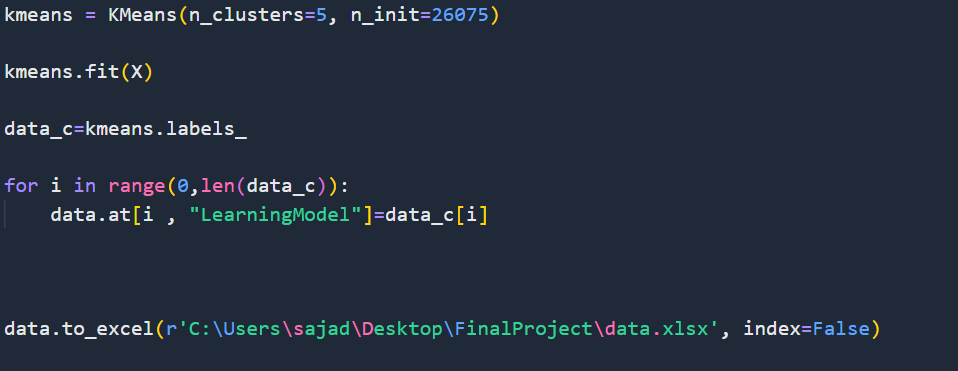 kmeans = KMeans(n_clusters=5, n_init=26075)
kmeans.fit(X)
data_c=kmeans.labels_
for i in range(0,len(data_c)):
    data.at[i , "LearningModel"]=data_c[i]
data.to_excel(r'C:\Users\sajad\Desktop\FinalProject\data.xlsx', index=False)